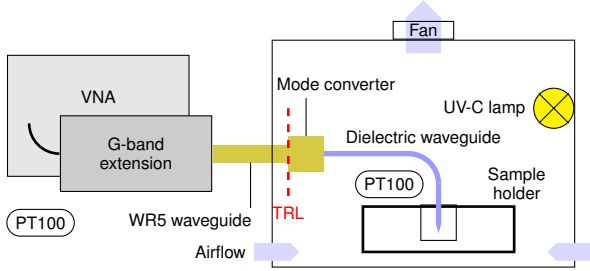 Fan
VNA
Mode converter
UV-C lamp
G-band
extension
Dielectric waveguide
PT100
Sample
holder
PT100
WR5 waveguide
TRL
Airflow